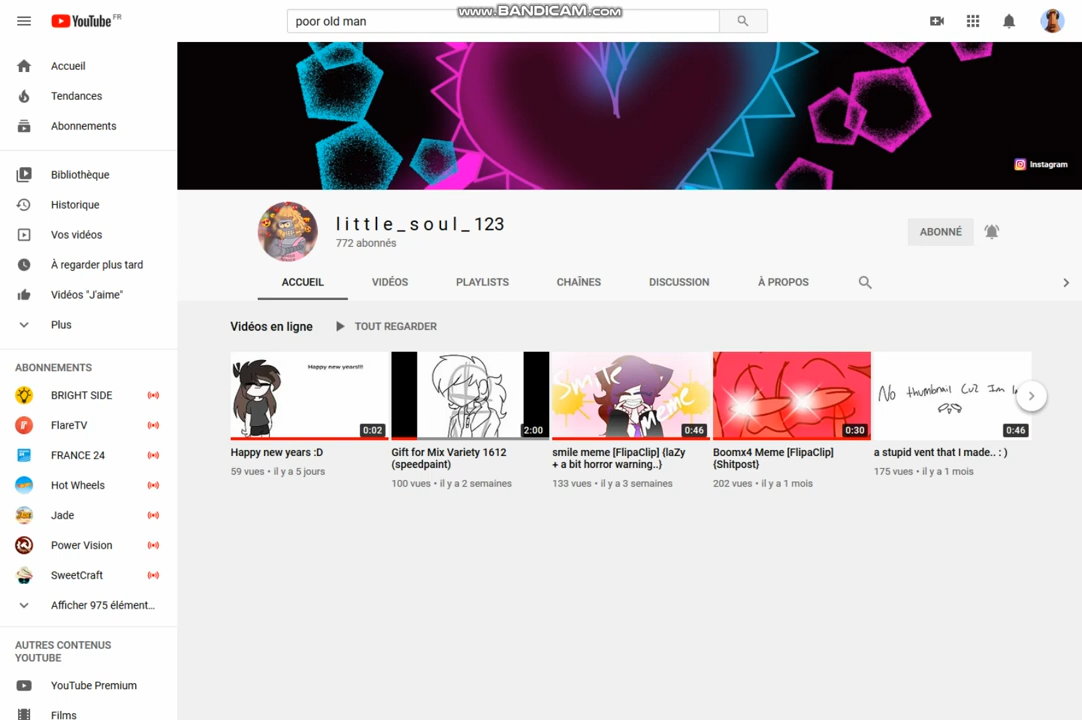 www.BANDICAM.com
YouTube FR
poor old man
Accueil
Tendances
Abonnements
Bibliothèque
Historique
Vos vidéos
À regarder plus tard
Vidéos "J'aime"
Plus
ABONNEMENTS
BRIGHT SIDE
FlareTV
FRANCE 24
Hot Wheels
Jade
Power Vision
SweetCraft
Afficher 975 élément...
AUTRES CONTENUS
YOUTUBE
YouTube Premium
Films
Instagram
l i t t l e _ s o u l _ 123
772 abonnés
ABONNÉ
ACCUEIL
VIDÉOS
PLAYLISTS
CHAÎNES
DISCUSSION
À PROPOS
Vidéos en ligne
TOUT REGARDER
Happy new years!!!
0:02
Happy new years :D
59 vues • il y a 5 jours
2:00
Gift for Mix Variety 1612
(speedpaint)
100 vues • il y a 2 semaines
Smile
meme
0:46
smile meme [FlipaClip] {laZy
+ a bit horror warning..}
133 vues • il y a 3 semaines
0:30
Boomx4 Meme [FlipaClip]
{Shitpost}
202 vues • il y a 1 mois
No thumbnail Cuz Im
0:46
a stupid vent that I made.. : )
175 vues • il y a 1 mois